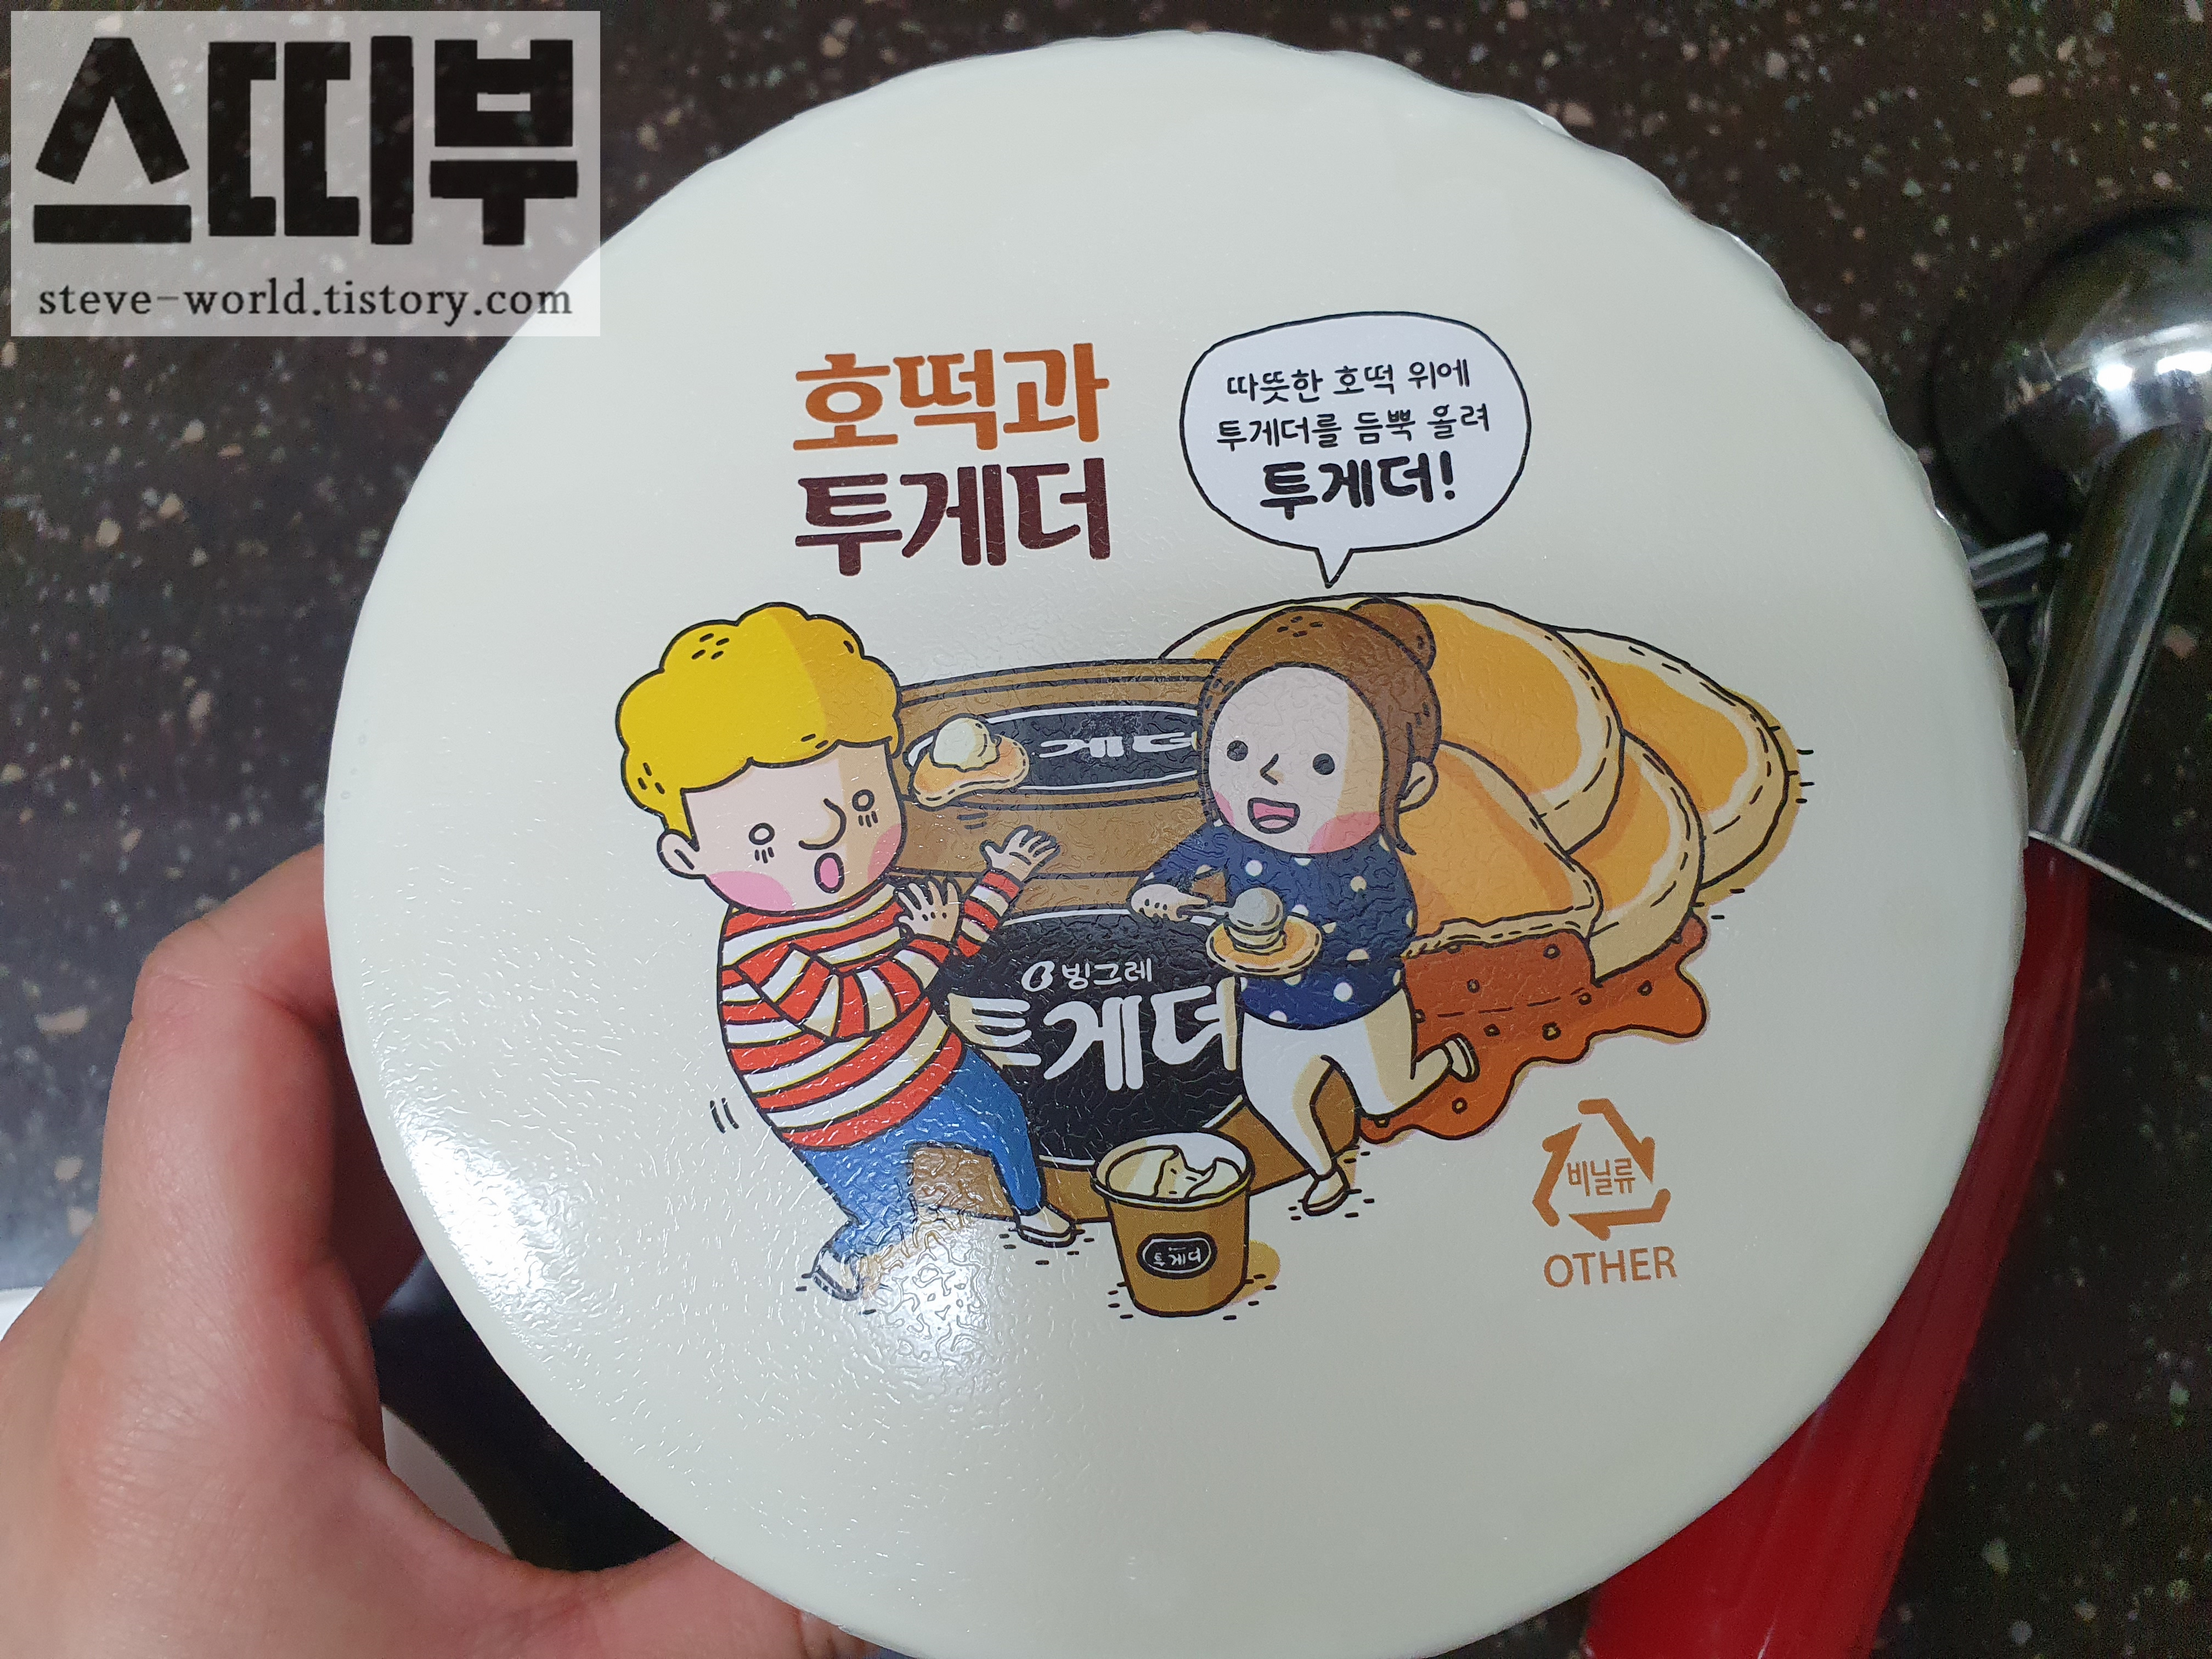 스띠부
steve-world.tistory.com
호떡과
투게더
따뜻한 호떡 위에
투게더를 듬뿍 올려
투게더!
게더
빙그레
투게더
투게더
비닐류
OTHER